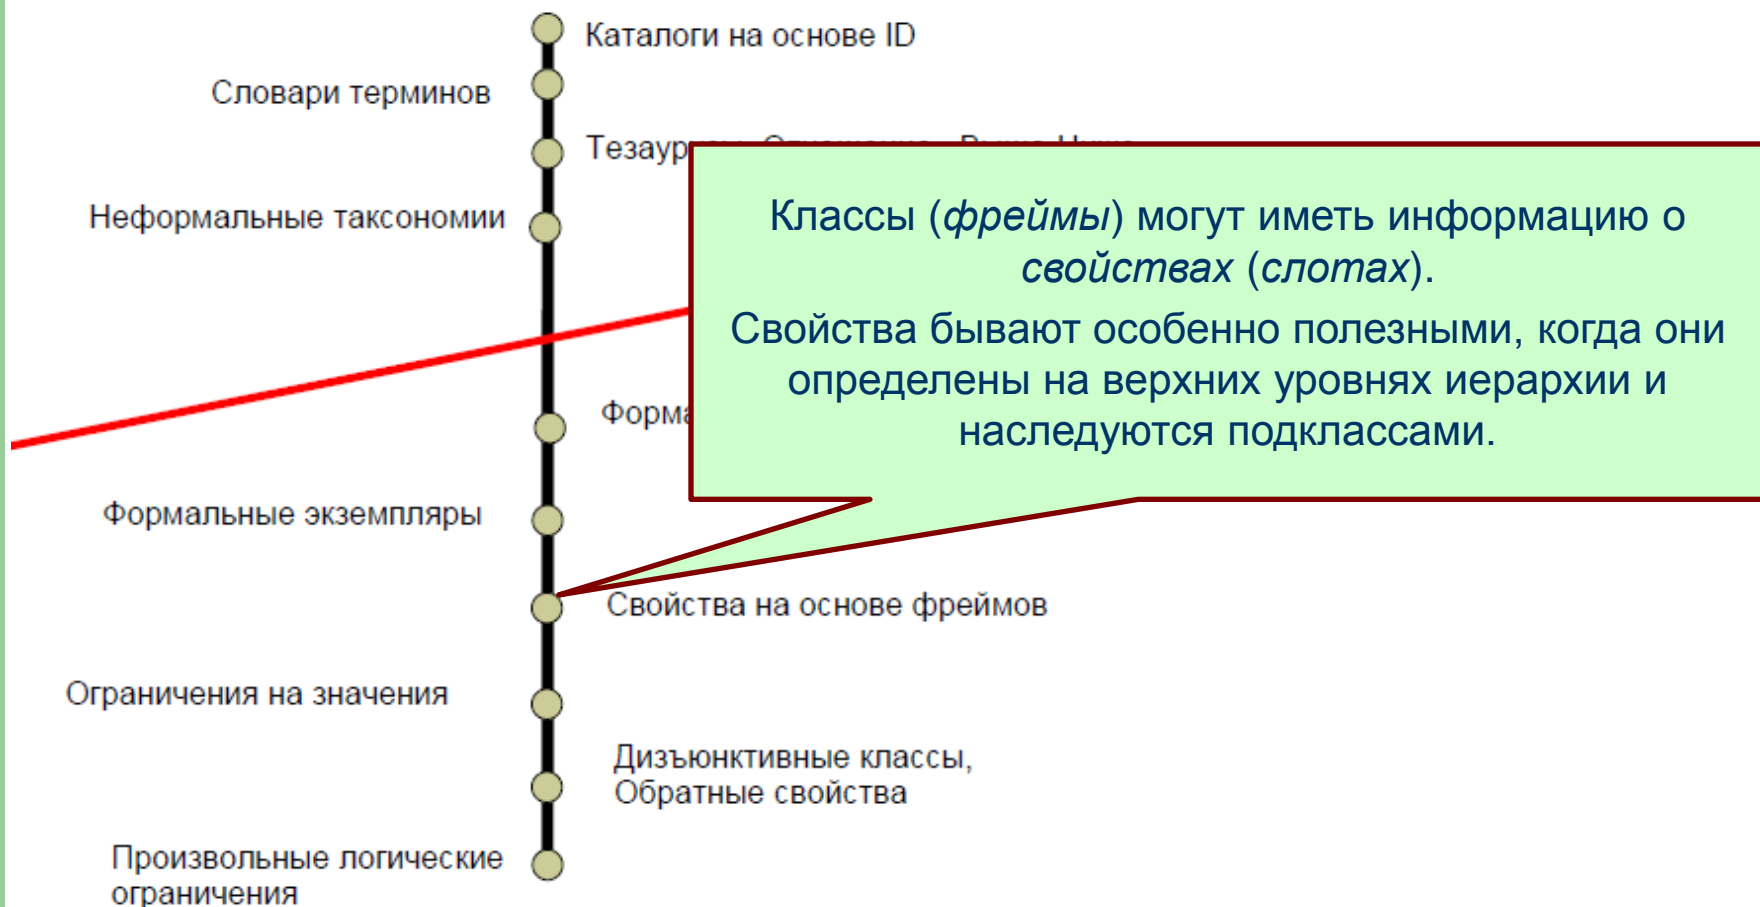 Каталоги на основе ID
Словари терминов
Неформальные таксономии
Классы (фреймы) могут иметь информацию о
свойствах (слотах).
Свойства бывают особенно полезными, когда они
определены на верхних уровнях иерархии и
наследуются подклассами.
Формальные экземпляры
Свойства на основе фреймов
Ограничения на значения
Дизъюнктивные классы,
Обратные свойства
Произвольные логические
ограничения